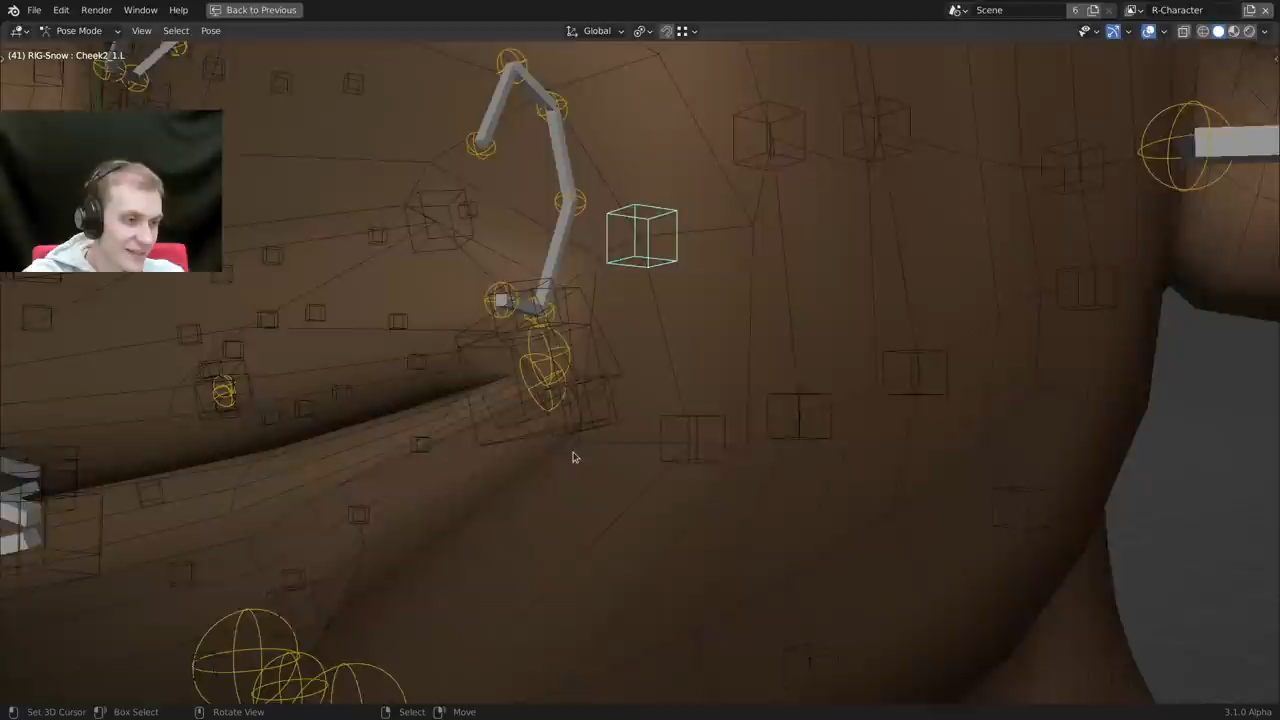 File Edit Render Window Help Back to Previous Scene 6 R-Character
Pose Mode View Select Pose Global
(41) RIG-Snow : Cheek2_1.L
Set 3D Cursor Box Select Rotate View Select Move 3.1.0 Alpha